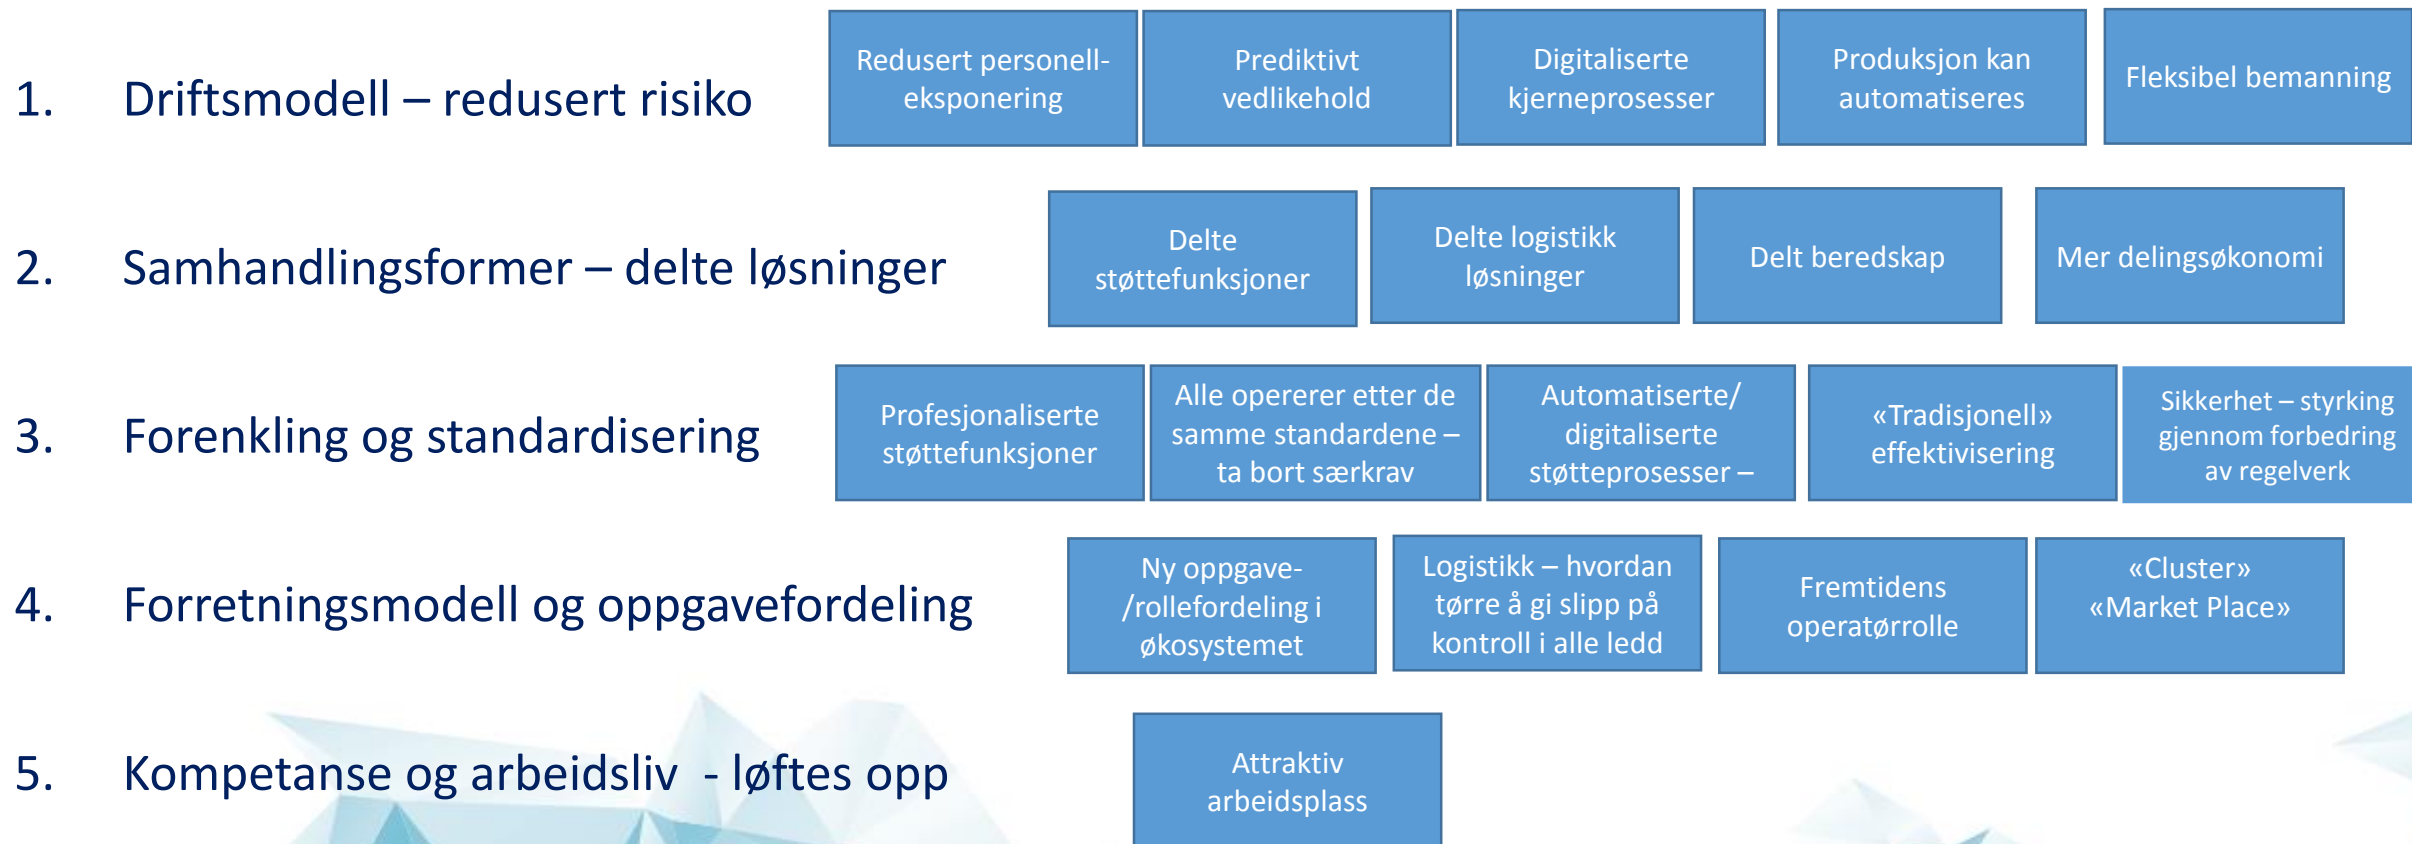 1. Driftsmodell – redusert risiko
Redusert personell-
eksponering
Prediktivt
vedlikehold
Digitaliserte
kjerneprosesser
Produksjon kan
automatiseres
Fleksibel bemanning
2. Samhandlingsformer – delte løsninger
Delte
støttefunksjoner
Delte logistikk
løsninger
Delt beredskap
Mer delingsøkonomi
3. Forenkling og standardisering
Profesjonaliserte
støttefunksjoner
Alle opererer etter de
samme standardene –
ta bort særkrav
Automatiserte/
digitaliserte
støtteprosesser –
«Tradisjonell»
effektivisering
Sikkerhet – styrking
gjennom forbedring
av regelverk
4. Forretningsmodell og oppgavefordeling
Ny oppgave-
/rollefordeling i
økosystemet
Logistikk – hvordan
tørre å gi slipp på
kontroll i alle ledd
Fremtidens
operatørrolle
«Cluster»
«Market Place»
5. Kompetanse og arbeidsliv - løftes opp
Attraktiv
arbeidsplass